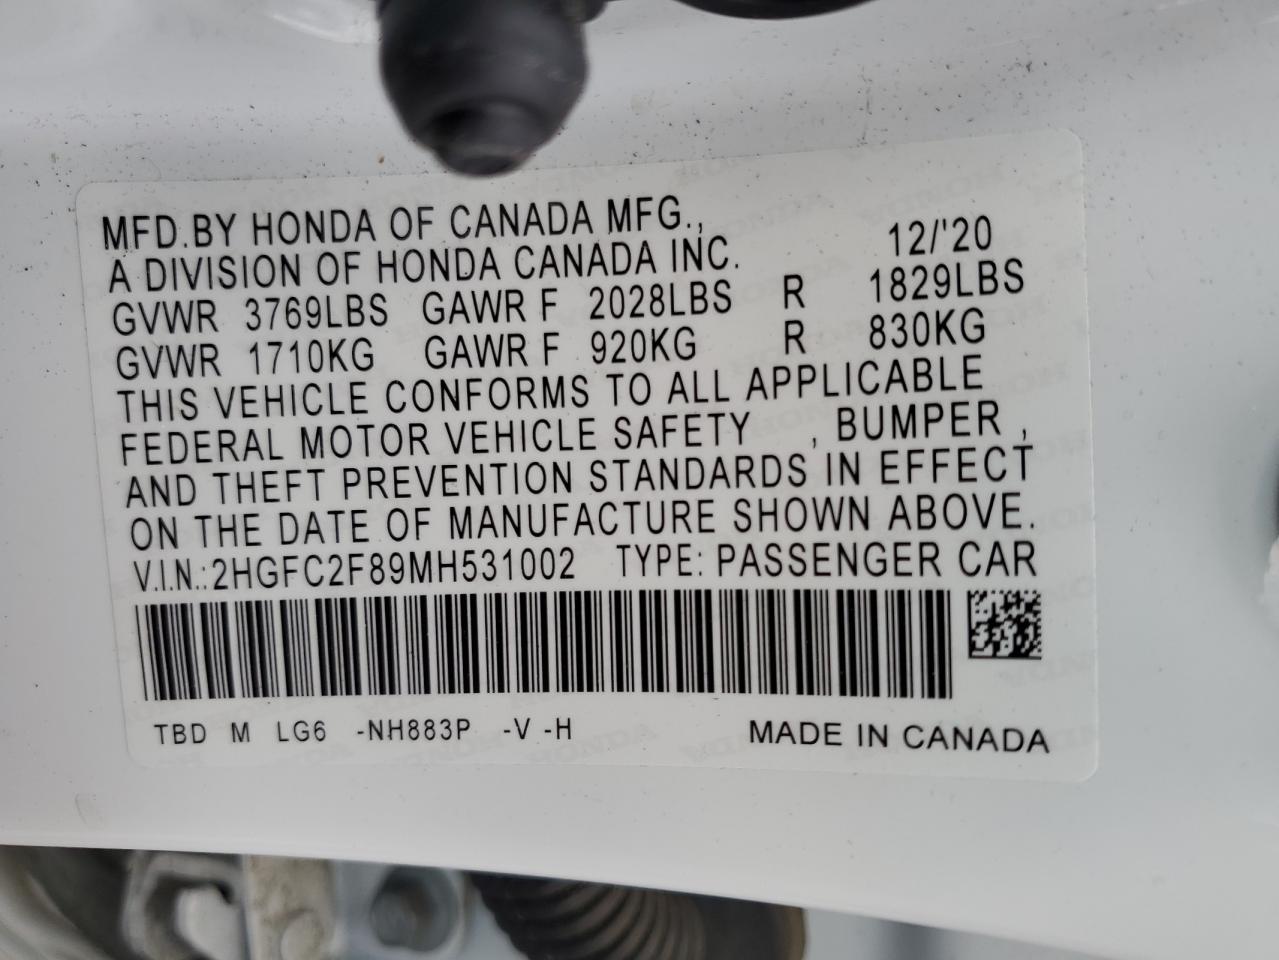 MFD.BY HONDA OF CANADA MFG.,
A DIVISION OF HONDA CANADA INC. 12/'20
GVWR 3769LBS GAWR F 2028LBS R 1829LBS
GVWR 1710KG GAWR F 920KG R 830KG
THIS VEHICLE CONFORMS TO ALL APPLICABLE
FEDERAL MOTOR VEHICLE SAFETY , BUMPER ,
AND THEFT PREVENTION STANDARDS IN EFFECT
ON THE DATE OF MANUFACTURE SHOWN ABOVE.
V.I.N.:2HGFC2F89MH531002 TYPE: PASSENGER CAR
TBD M LG6 -NH883P -V -H MADE IN CANADA